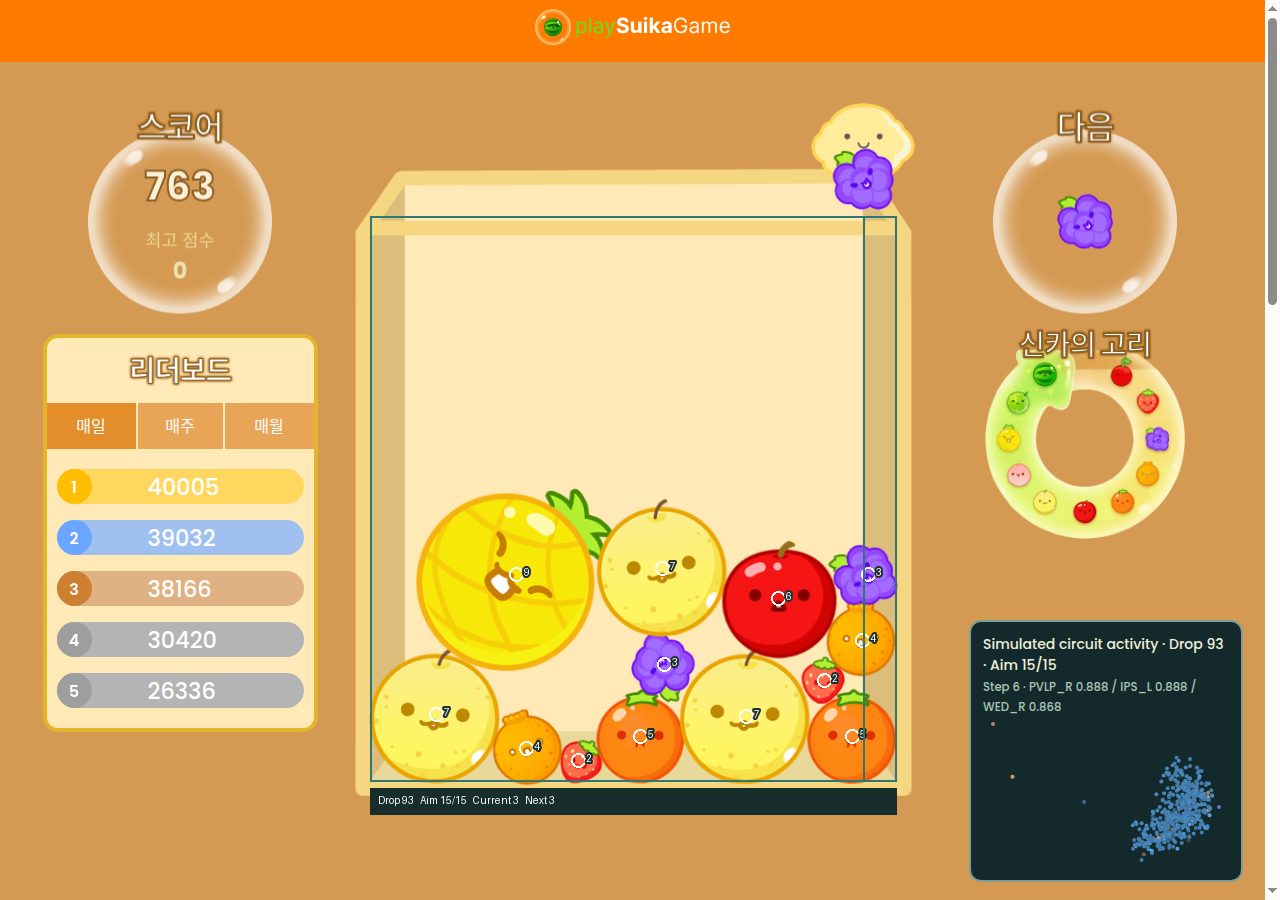 playSuikaGame
스코어
763
최고 점수
0
다음
리더보드
매일 매주 매월
1 40005
2 39032
3 38166
4 30420
5 26336
신카의 고리
9
7
6
3
4
3
2
7
4
2
5
7
5
Drop93 Aim 15/15 Current3 Next3
Simulated circuit activity · Drop 93
· Aim 15/15
Step 6 · PVLP_R 0.888 / IPS_L 0.888 /
WED_R 0.868